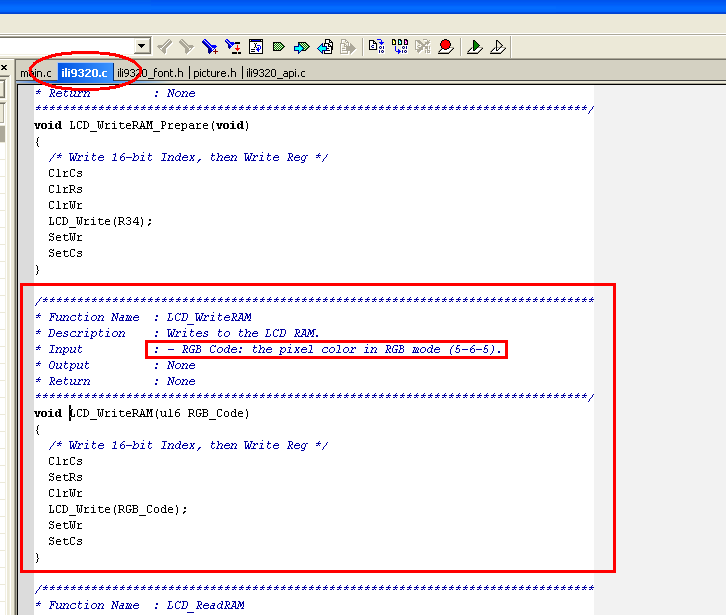 main.c ili9320.c ili9320_font.h picture.h ili9320_api.c
* Return : None
*****************************************************************************/
void LCD_WriteRAM_Prepare(void)
{
/* Write 16-bit Index, then Write Reg */
ClrCs
ClrRs
ClrWr
LCD_Write(R34);
SetWr
SetCs
}
/*****************************************************************************
* Function Name : LCD_WriteRAM
* Description : Writes to the LCD RAM.
* Input : - RGB Code: the pixel color in RGB mode (5-6-5).
* Output : None
* Return : None
*****************************************************************************/
void LCD_WriteRAM(u16 RGB_Code)
{
/* Write 16-bit Index, then Write Reg */
ClrCs
SetRs
ClrWr
LCD_Write(RGB_Code);
SetWr
SetCs
}
/*****************************************************************************
* Function Name : LCD_ReadRAM